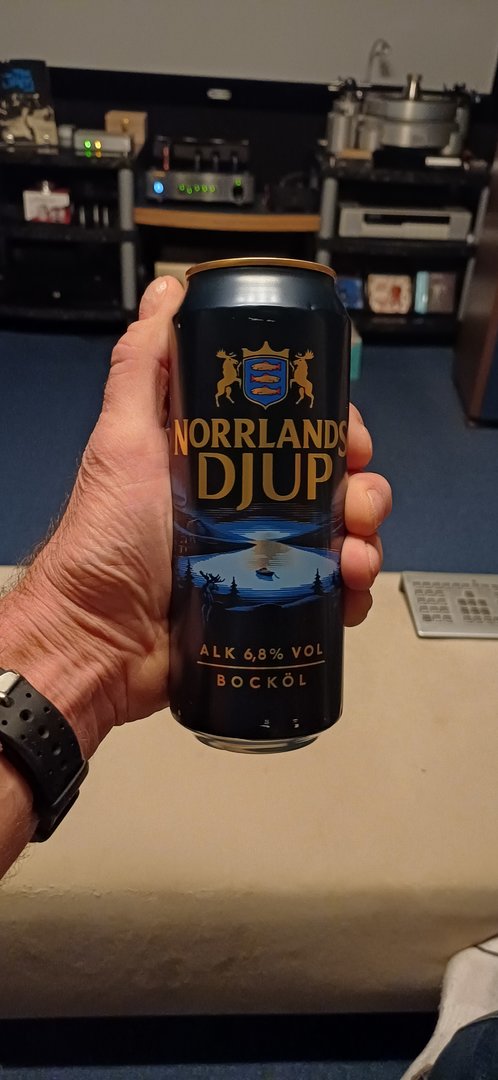 NORRLANDS
DJUP
ALK 6,8% VOL
BOCKÖL